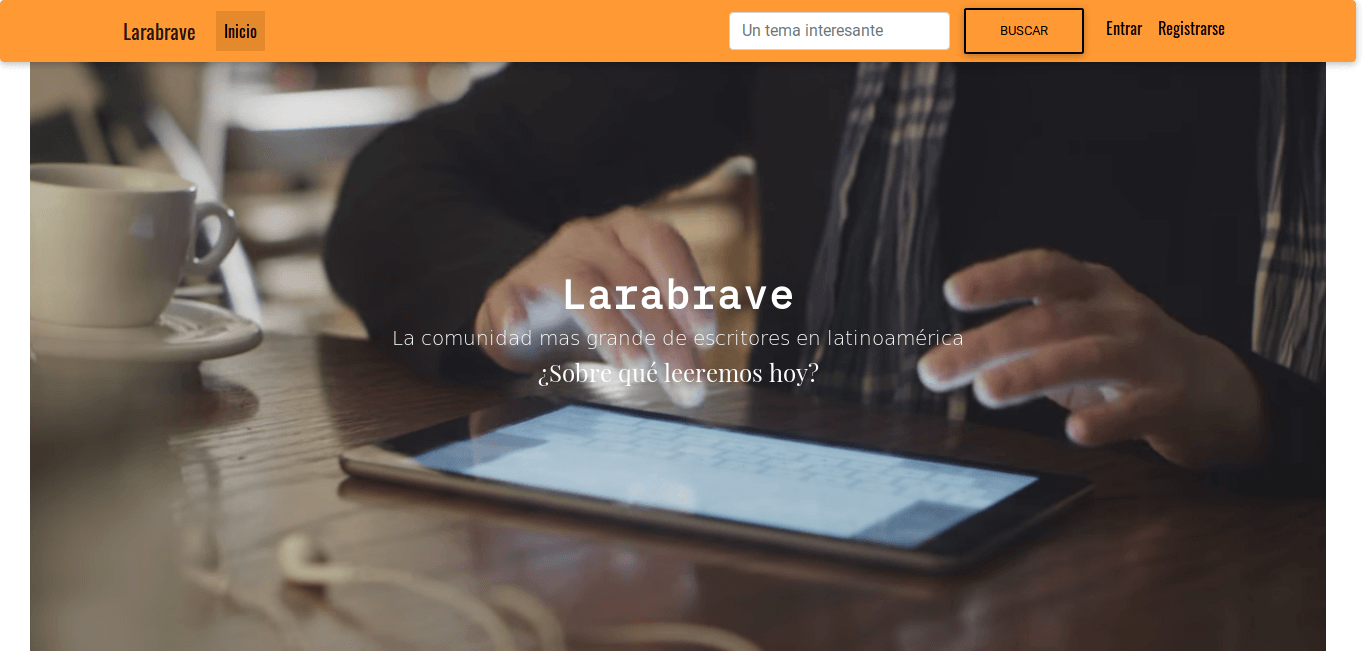 Larabrave Inicio Un tema interesante BUSCAR Entrar Registrarse
Larabrave
La comunidad mas grande de escritores en latinoamérica
¿Sobre qué leeremos hoy?